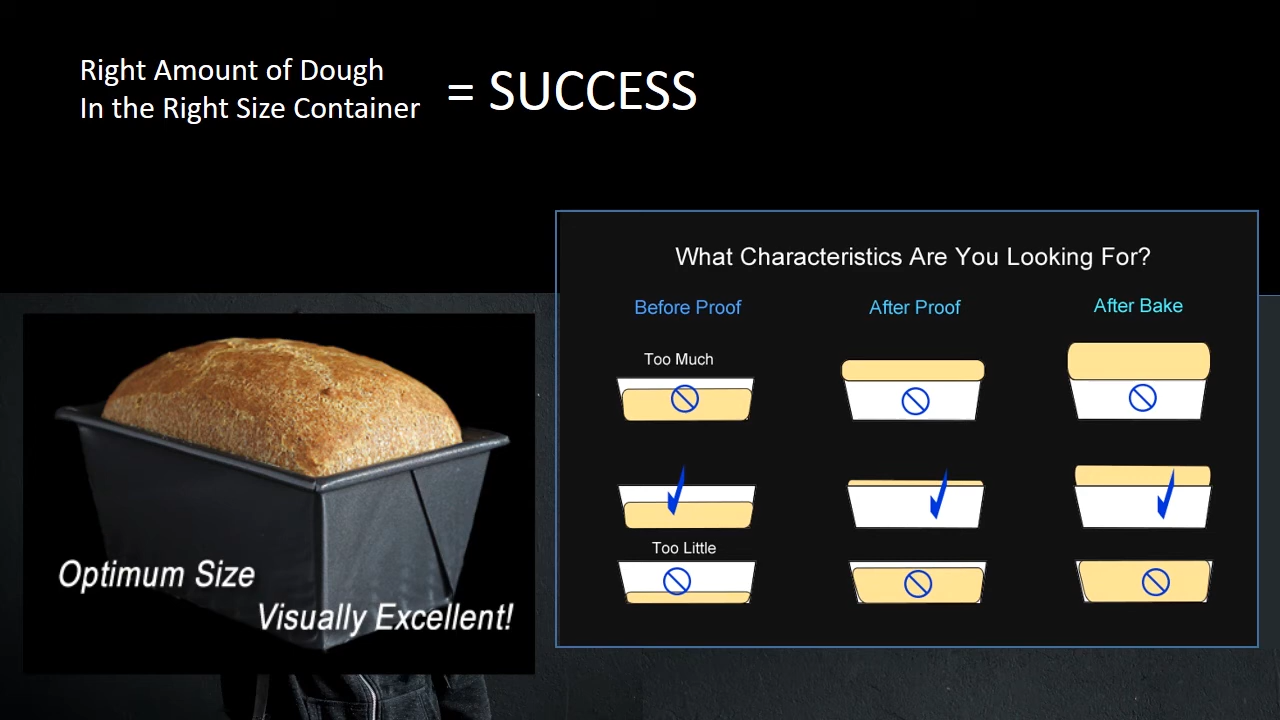 Right Amount of Dough
In the Right Size Container
= SUCCESS
What Characteristics Are You Looking For?
Before Proof
After Proof
After Bake
Too Much
Too Little
Optimum Size
Visually Excellent!